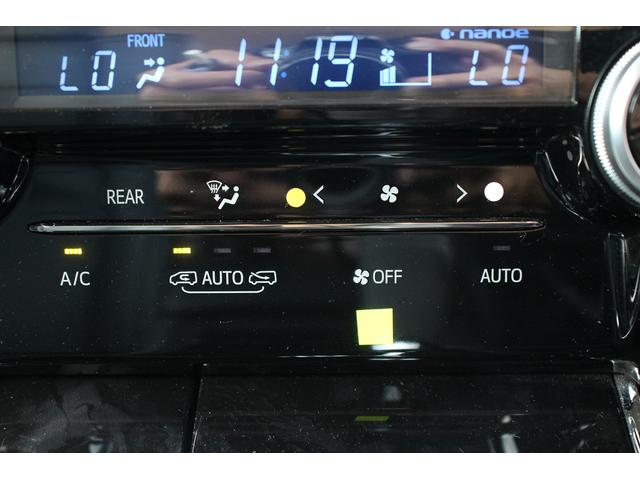 FRONT
nanoe
LO 11:19 LO
REAR < >
A/C AUTO OFF AUTO